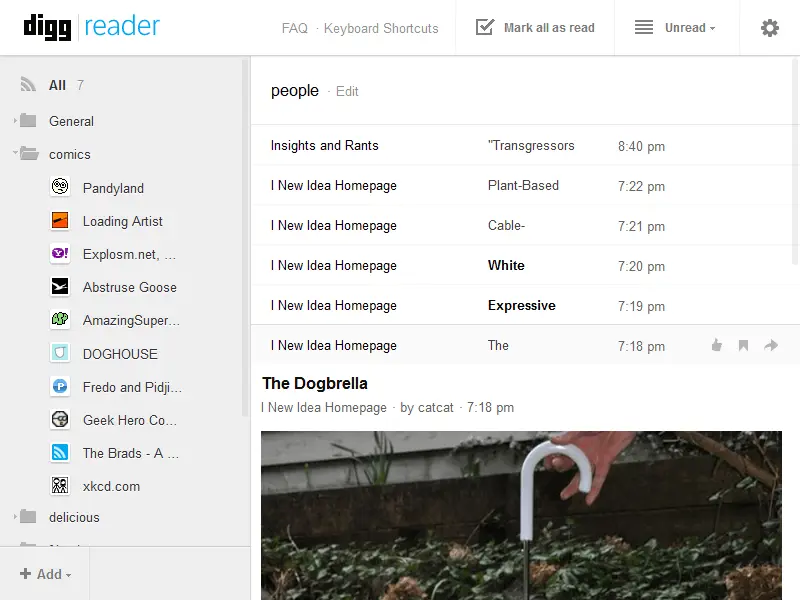 digg reader
FAQ · Keyboard Shortcuts
Mark all as read
Unread
All 7
General
comics
Pandyland
Loading Artist
Explosm.net, ...
Abstruse Goose
AmazingSuper...
DOGHOUSE
Fredo and Pidji...
Geek Hero Co...
The Brads - A ...
xkcd.com
delicious
+ Add
people · Edit
Insights and Rants "Transgressors 8:40 pm
I New Idea Homepage Plant-Based 7:22 pm
I New Idea Homepage Cable- 7:21 pm
I New Idea Homepage White 7:20 pm
I New Idea Homepage Expressive 7:19 pm
I New Idea Homepage The 7:18 pm
The Dogbrella
I New Idea Homepage · by catcat · 7:18 pm